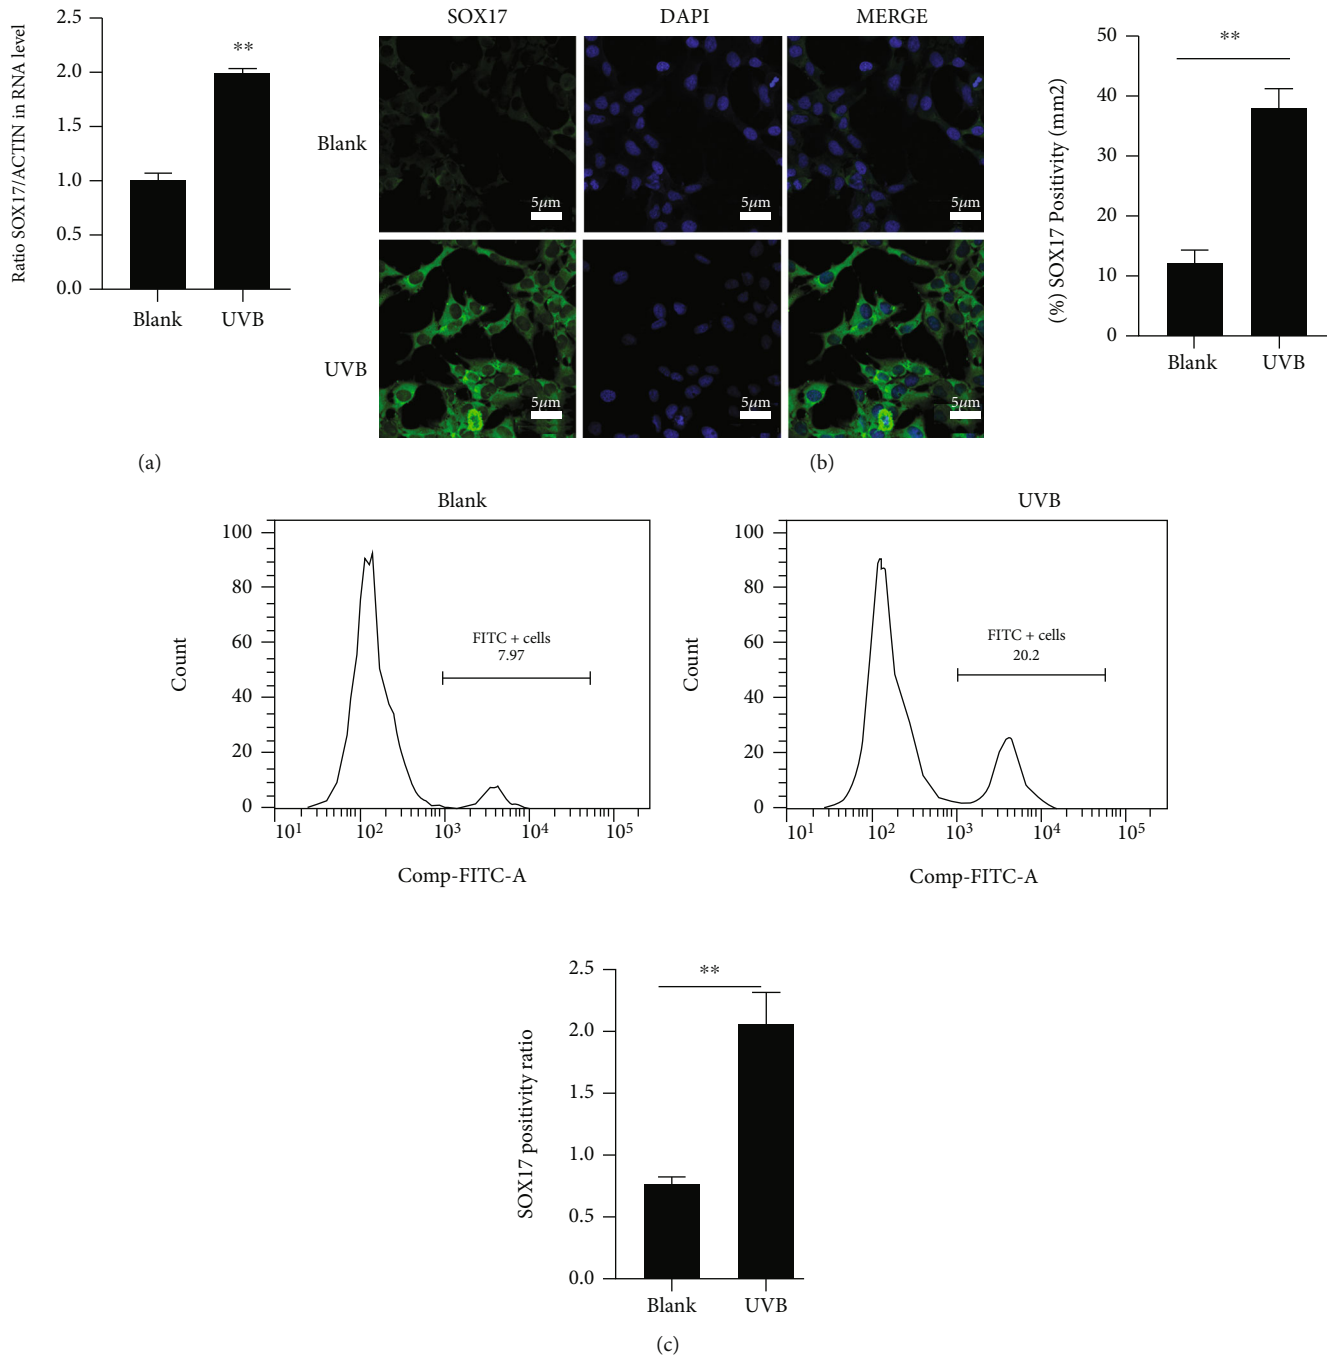 Ratio SOX17/ACTIN in RNA level
2.5
2.0
1.5
1.0
0.5
0.0
**
Blank
UVB
(a)
SOX17
DAPI
MERGE
Blank
5μm
5μm
5μm
UVB
5μm
5μm
5μm
(%) SOX17 Positivity (mm2)
50
40
30
20
10
0
**
Blank
UVB
(b)
Blank
Count
100
80
60
40
20
0
FITC + cells
7.97
10¹
10²
10³
10⁴
10⁵
Comp-FITC-A
UVB
Count
100
80
60
40
20
0
FITC + cells
20.2
10¹
10²
10³
10⁴
10⁵
Comp-FITC-A
SOX17 positivity ratio
2.5
2.0
1.5
1.0
0.5
0.0
**
Blank
UVB
(c)